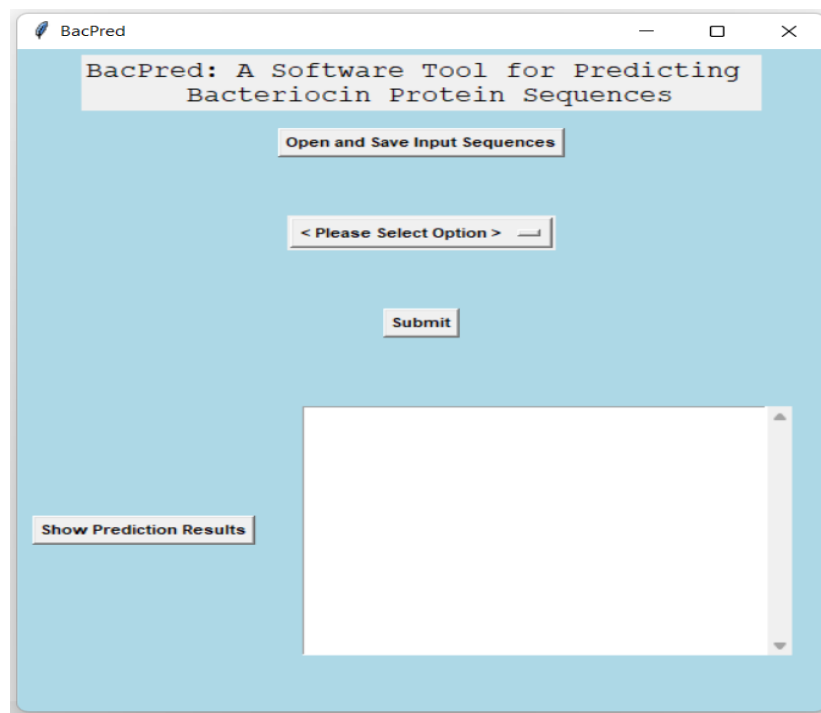 BacPred
BacPred: A Software Tool for Predicting
Bacteriocin Protein Sequences
Open and Save Input Sequences
< Please Select Option >
Submit
Show Prediction Results